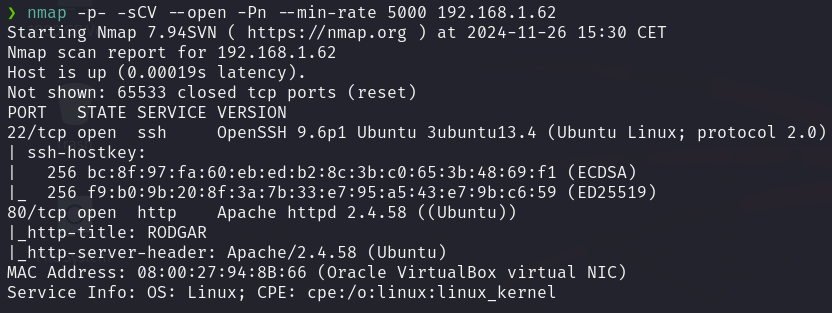 ❯ nmap -p- -sCV --open -Pn --min-rate 5000 192.168.1.62
Starting Nmap 7.94SVN ( https://nmap.org ) at 2024-11-26 15:30 CET
Nmap scan report for 192.168.1.62
Host is up (0.00019s latency).
Not shown: 65533 closed tcp ports (reset)
PORT   STATE SERVICE VERSION
22/tcp open  ssh     OpenSSH 9.6p1 Ubuntu 3ubuntu13.4 (Ubuntu Linux; protocol 2.0)
| ssh-hostkey:
|   256 bc:8f:97:fa:60:eb:ed:b2:8c:3b:c0:65:3b:48:69:f1 (ECDSA)
|_  256 f9:b0:9b:20:8f:3a:7b:33:e7:95:a5:43:e7:9b:c6:59 (ED25519)
80/tcp open  http    Apache httpd 2.4.58 ((Ubuntu))
|_http-title: RODGAR
|_http-server-header: Apache/2.4.58 (Ubuntu)
MAC Address: 08:00:27:94:8B:66 (Oracle VirtualBox virtual NIC)
Service Info: OS: Linux; CPE: cpe:/o:linux:linux_kernel